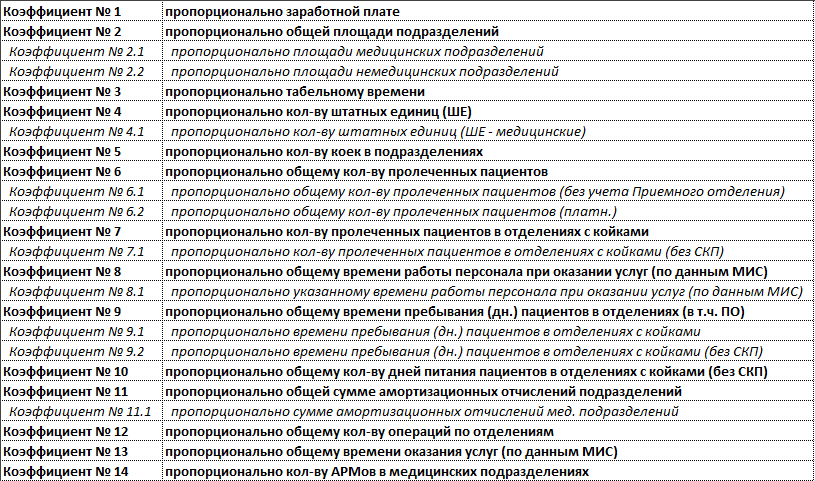 Коэффициент № 1 пропорционально заработной плате
Коэффициент № 2 пропорционально общей площади подразделений
Коэффициент № 2.1 пропорционально площади медицинских подразделений
Коэффициент № 2.2 пропорционально площади немедицинских подразделений
Коэффициент № 3 пропорционально табельному времени
Коэффициент № 4 пропорционально кол-ву штатных единиц (ШЕ)
Коэффициент № 4.1 пропорционально кол-ву штатных единиц (ШЕ - медицинские)
Коэффициент № 5 пропорционально кол-ву коек в подразделениях
Коэффициент № 6 пропорционально общему кол-ву пролеченных пациентов
Коэффициент № 6.1 пропорционально общему кол-ву пролеченных пациентов (без учета Приемного отделения)
Коэффициент № 6.2 пропорционально общему кол-ву пролеченных пациентов (платн.)
Коэффициент № 7 пропорционально кол-ву пролеченных пациентов в отделениях с койками
Коэффициент № 7.1 пропорционально кол-ву пролеченных пациентов в отделениях с койками (без СКП)
Коэффициент № 8 пропорционально общему времени работы персонала при оказании услуг (по данным МИС)
Коэффициент № 8.1 пропорционально указанному времени работы персонала при оказании услуг (по данным МИС)
Коэффициент № 9 пропорционально общему времени пребывания (дн.) пациентов в отделениях (в т.ч. ПО)
Коэффициент № 9.1 пропорционально времени пребывания (дн.) пациентов в отделениях с койками
Коэффициент № 9.2 пропорционально времени пребывания (дн.) пациентов в отделениях с койками (без СКП)
Коэффициент № 10 пропорционально общему кол-ву дней питания пациентов в отделениях с койками (без СКП)
Коэффициент № 11 пропорционально общей сумме амортизационных отчислений подразделений
Коэффициент № 11.1 пропорционально сумме амортизационных отчислений мед. подразделений
Коэффициент № 12 пропорционально общему кол-ву операций по отделениям
Коэффициент № 13 пропорционально общему времени оказания услуг (по данным МИС)
Коэффициент № 14 пропорционально кол-ву АРМов в медицинских подразделениях